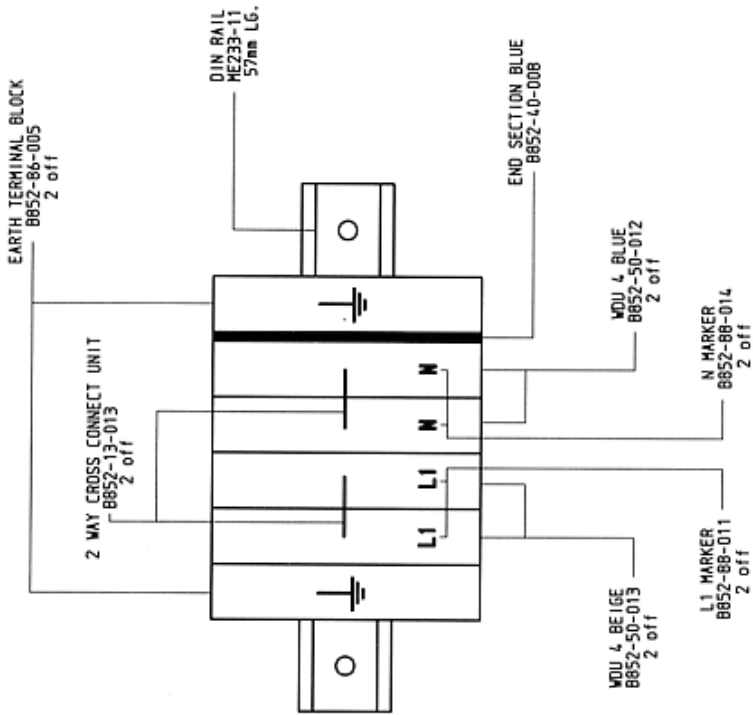 EARTH TERMINAL BLOCK
B852-86-005
2 off
DIN RAIL
ME233-11
57mm LG.
2 WAY CROSS CONNECT UNIT
B852-13-013
2 off
END SECTION BLUE
B852-40-008
L1
L1
N
N
WDU 4 BLUE
B852-50-012
2 off
N MARKER
B852-88-014
2 off
WDU 4 BEIGE
B852-50-013
2 off
L1 MARKER
B852-88-011
2 off